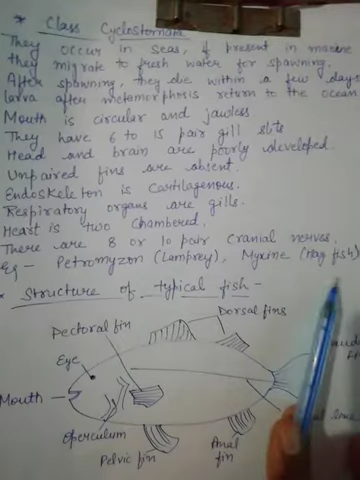 * Class Cyclostomata
They occur in seas, if present in marine
they migrate to fresh water for spawning.
After spawning, they die within a few days
larva after metamorphosis return to the ocean
Mouth is circular and jawless
They have 6 to 15 pair gill slits
Head and brain are poorly developed.
Unpaired fins are absent.
Endoskeleton is Cartilagenous.
Respiratory organs are gills.
Heart is two Chambered.
There are 8 or 10 pair Cranial nerves.
Eg - Petromyzon (Lamprey), Myxine (Hag fish)
Structure of typical fish -
Dorsal fins
Pectoral fin
Eye
Mouth
Operculum
Pelvic fin
Anal
fin